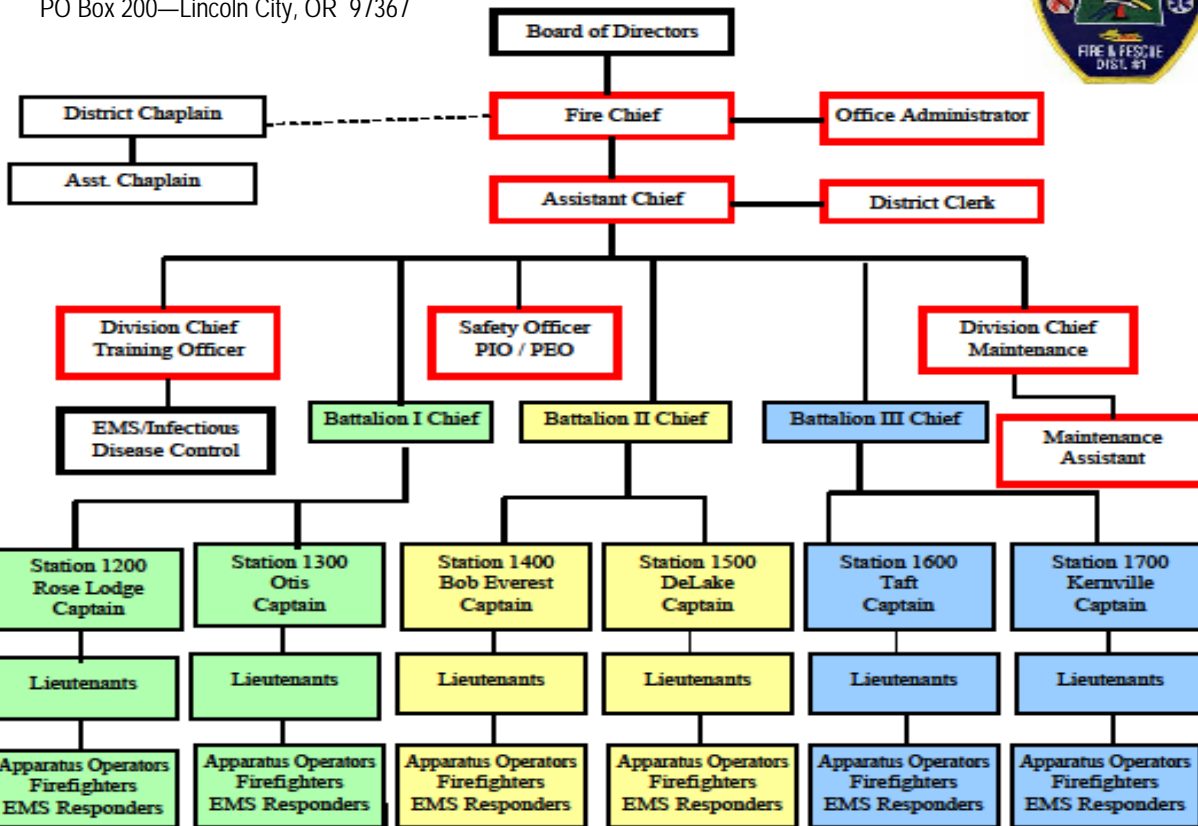 PO Box 200—Lincoln City, OR 97367
Board of Directors
FIRE & RESCUE
DIST. #1
District Chaplain
Fire Chief
Office Administrator
Asst. Chaplain
Assistant Chief
District Clerk
Division Chief
Training Officer
Safety Officer
PIO / PEO
Division Chief
Maintenance
EMS/Infectious
Disease Control
Battalion I Chief
Battalion II Chief
Battalion III Chief
Maintenance
Assistant
Station 1200
Rose Lodge
Captain
Station 1300
Otis
Captain
Station 1400
Bob Everest
Captain
Station 1500
DeLake
Captain
Station 1600
Taft
Captain
Station 1700
Kernville
Captain
Lieutenants
Lieutenants
Lieutenants
Lieutenants
Lieutenants
Lieutenants
Apparatus Operators
Firefighters
EMS Responders
Apparatus Operators
Firefighters
EMS Responders
Apparatus Operators
Firefighters
EMS Responders
Apparatus Operators
Firefighters
EMS Responders
Apparatus Operators
Firefighters
EMS Responders
Apparatus Operators
Firefighters
EMS Responders